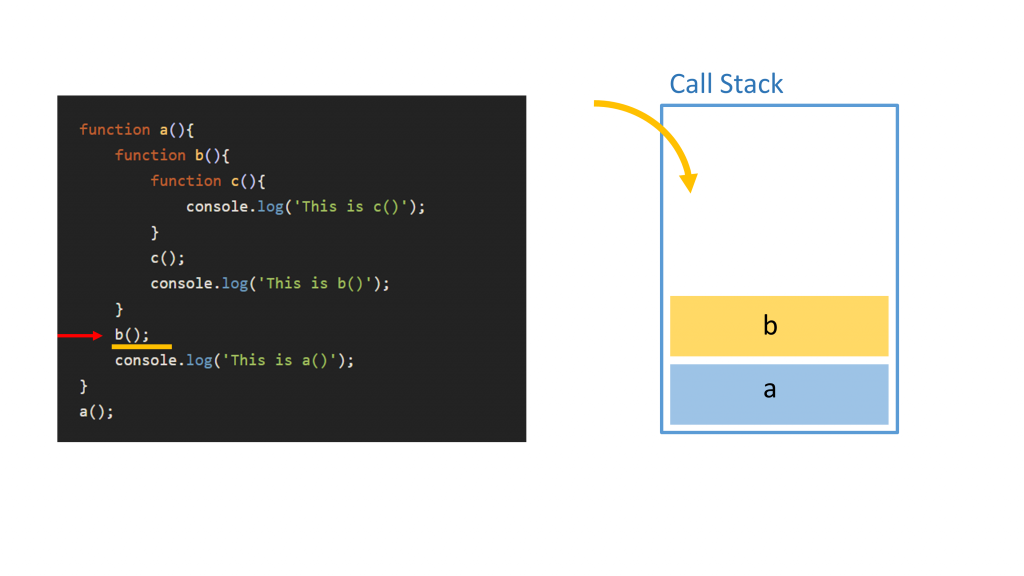 function a(){
    function b(){
        function c(){
            console.log('This is c()');
        }
        c();
        console.log('This is b()');
    }
    b();
    console.log('This is a()');
}
a();
Call Stack
b
a